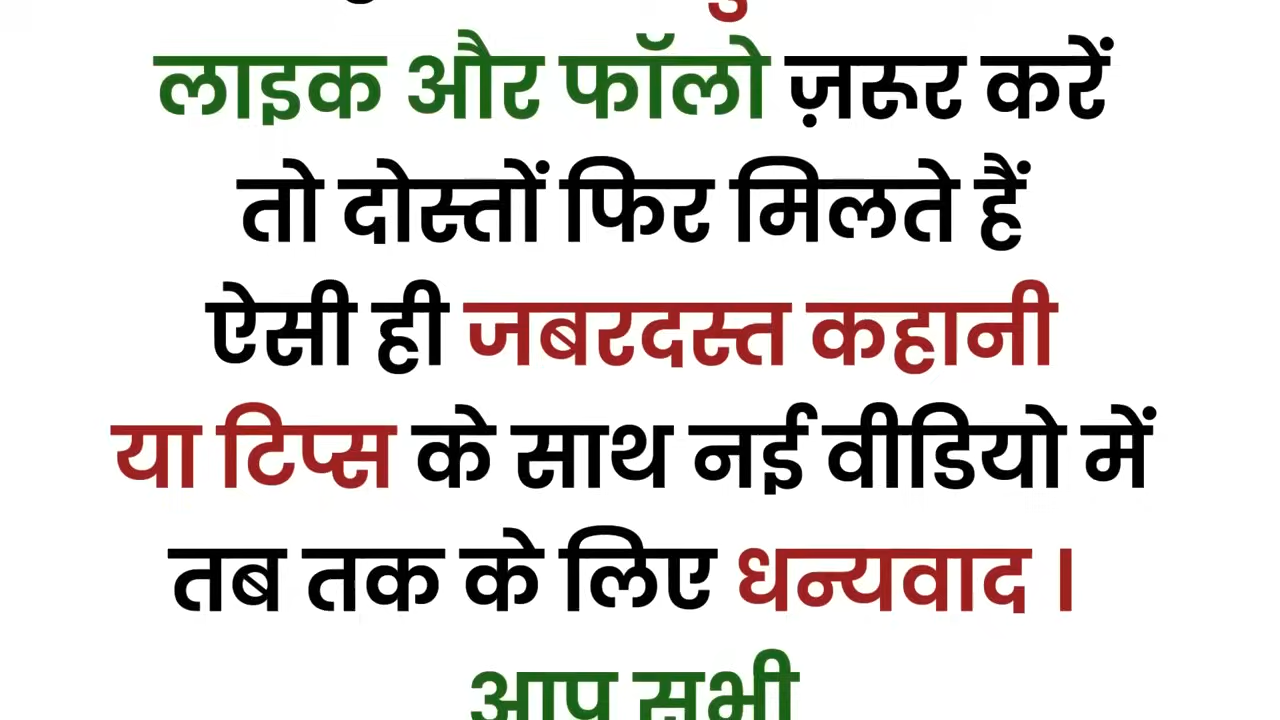 लाइक और फॉलो ज़रूर करें
तो दोस्तों फिर मिलते हैं
ऐसी ही जबरदस्त कहानी
या टिप्स के साथ नई वीडियो में
तब तक के लिए धन्यवाद ।
आप सभी